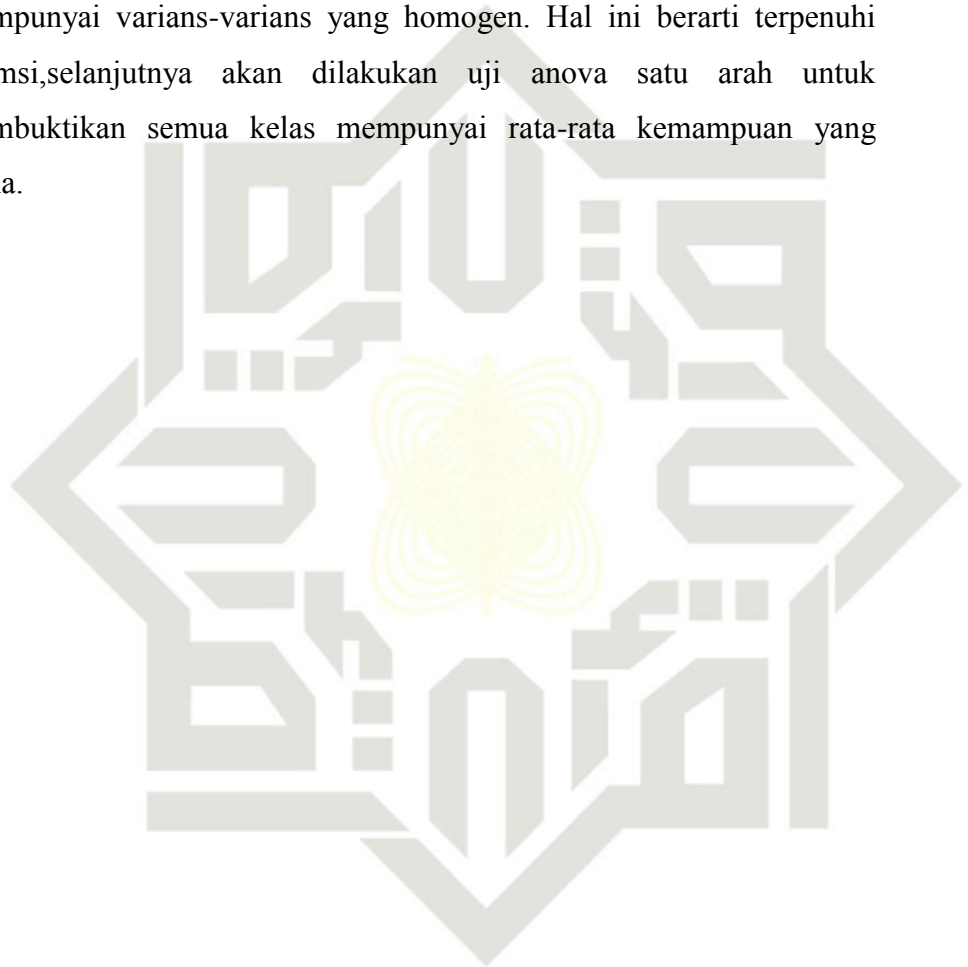 mpunyai varians-varians yang homogen. Hal ini berarti terpenuhi
msi,selanjutnya akan dilakukan uji anova satu arah untuk
mbuktikan semua kelas mempunyai rata-rata kemampuan yang
a.